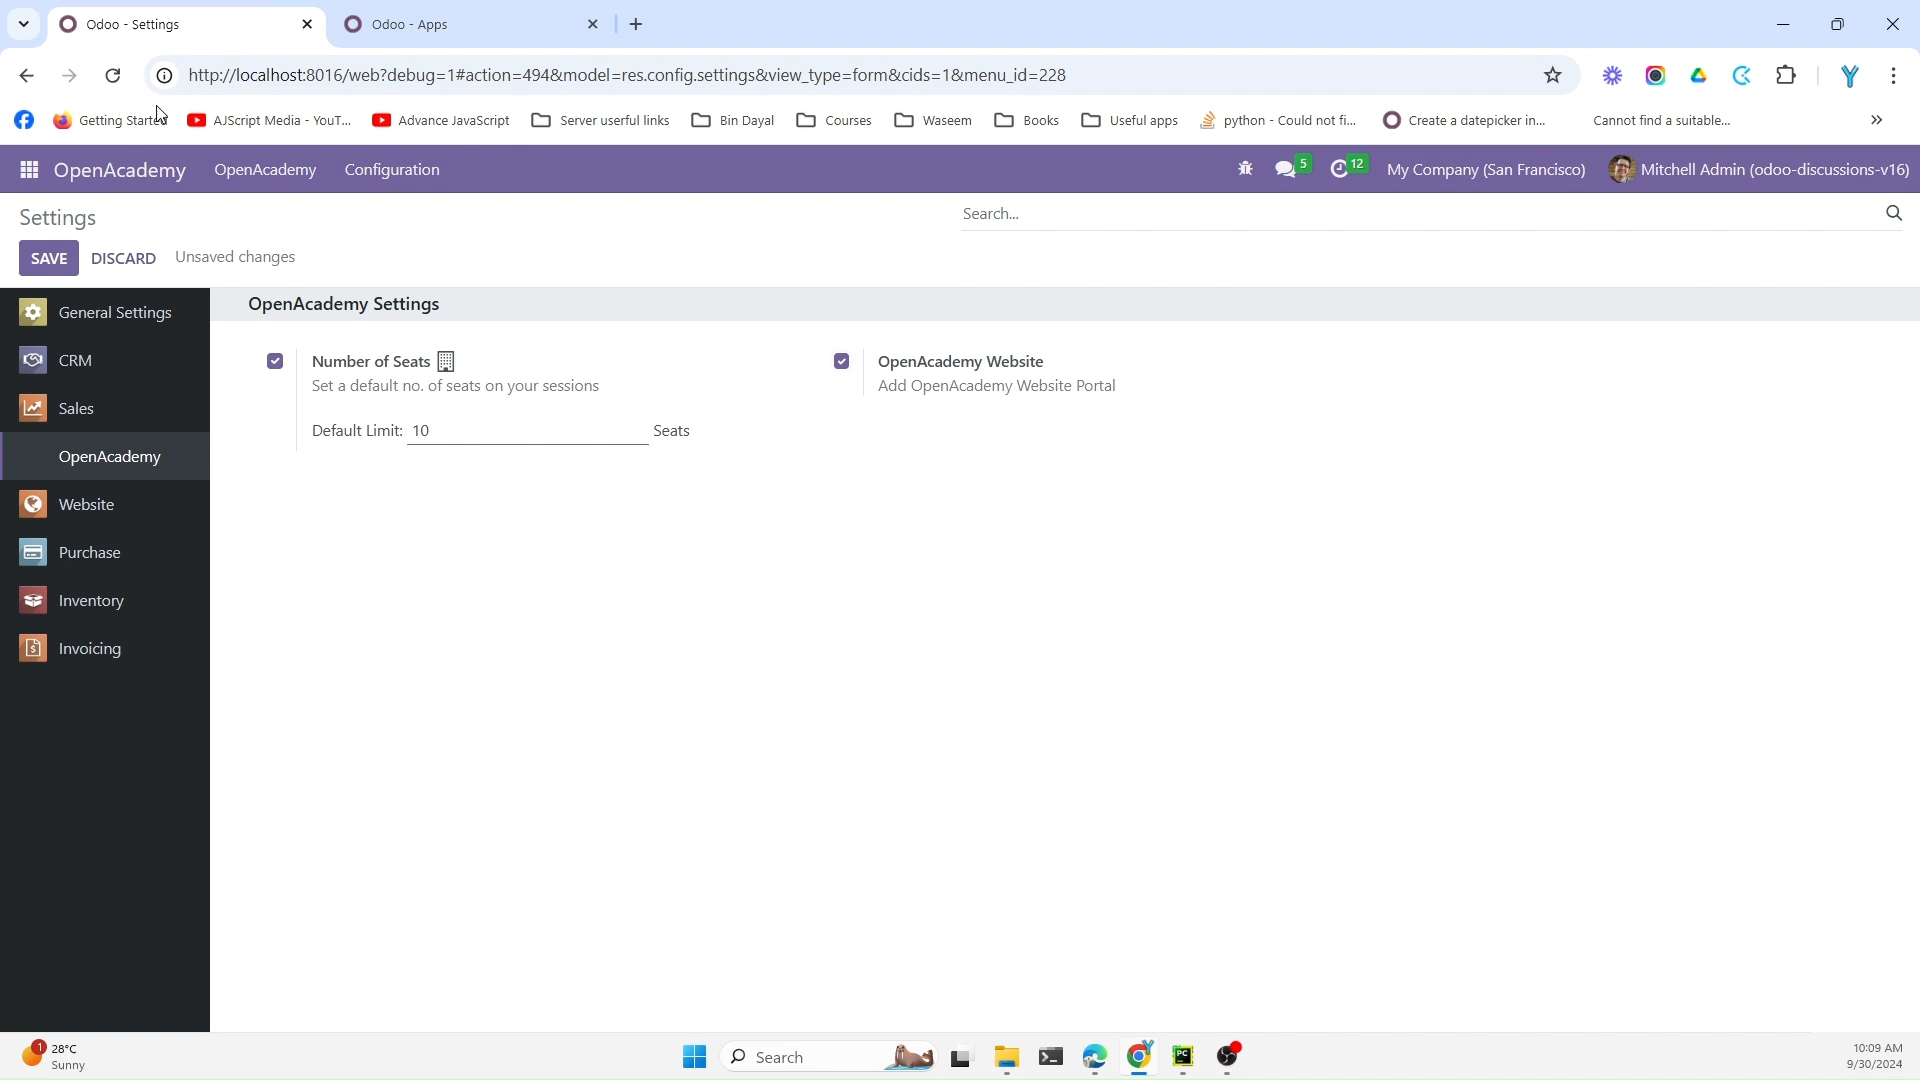 Odoo - Settings
Odoo - Apps
http://localhost:8016/web?debug=1#action=494&model=res.config.settings&view_type=form&cids=1&menu_id=228
Getting Started AJScript Media - YouT... Advance JavaScript Server userful links Bin Dayal Courses Waseem Books Useful apps python - Could not fi... Create a datepicker in... Cannot find a suitable... »
OpenAcademy OpenAcademy Configuration 5 12 My Company (San Francisco) Mitchell Admin (odoo-discussions-v16)
Settings Search...
SAVE DISCARD Unsaved changes
General Settings
CRM
Sales
OpenAcademy
Website
Purchase
Inventory
Invoicing
OpenAcademy Settings
Number of Seats
Set a default no. of seats on your sessions
Default Limit: 10 Seats
OpenAcademy Website
Add OpenAcademy Website Portal
1
28°C
Sunny
Search
PC
10:09 AM
9/30/2024